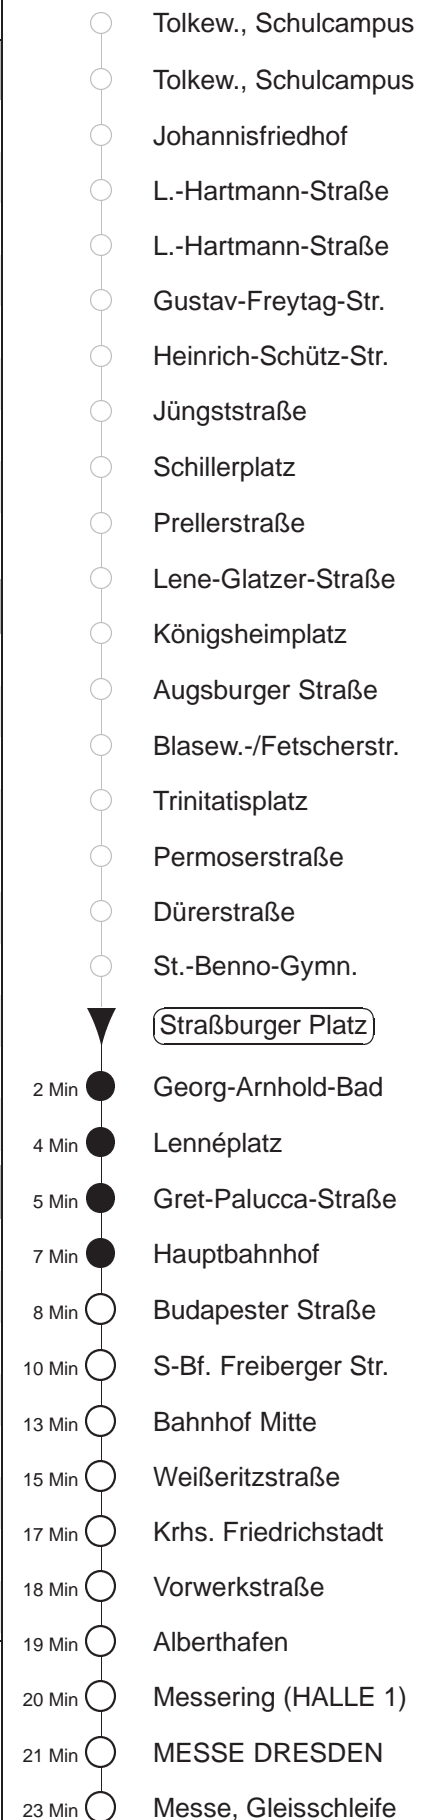 Tolkew., Schulcampus
Tolkew., Schulcampus
Johannisfriedhof
L.-Hartmann-Straße
L.-Hartmann-Straße
Gustav-Freytag-Str.
Heinrich-Schütz-Str.
Jüngststraße
Schillerplatz
Prellerstraße
Lene-Glatzer-Straße
Königsheimplatz
Augsburger Straße
Blasew.-/Fetscherstr.
Trinitatisplatz
Permoserstraße
Dürerstraße
St.-Benno-Gymn.
Straßburger Platz
2 Min Georg-Arnhold-Bad
4 Min Lennéplatz
5 Min Gret-Palucca-Straße
7 Min Hauptbahnhof
8 Min Budapester Straße
10 Min S-Bf. Freiberger Str.
13 Min Bahnhof Mitte
15 Min Weißeritzstraße
17 Min Krhs. Friedrichstadt
18 Min Vorwerkstraße
19 Min Alberthafen
20 Min Messering (HALLE 1)
21 Min MESSE DRESDEN
23 Min Messe, Gleisschleife